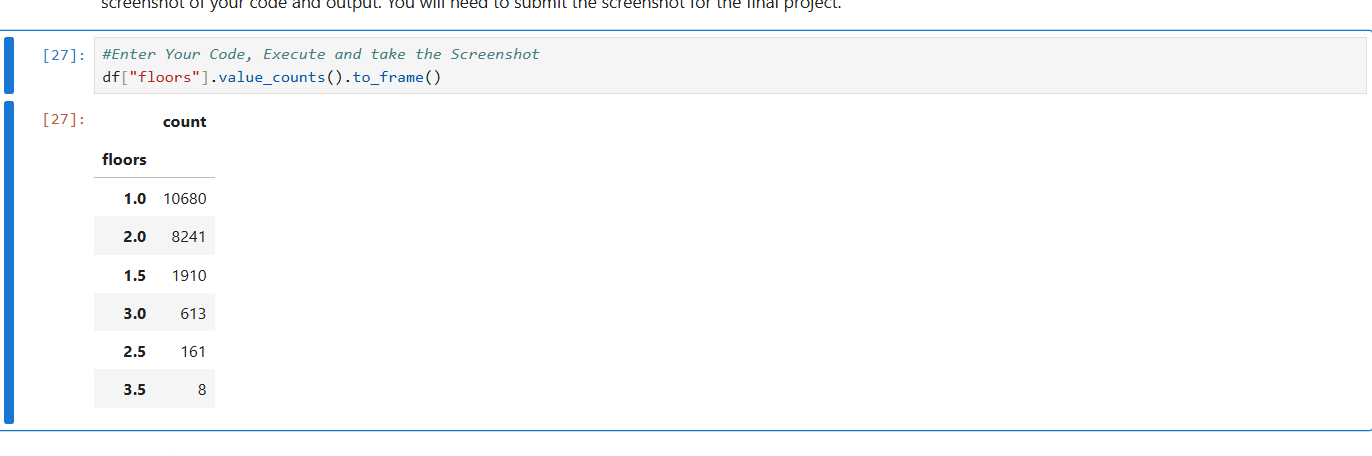 screenshot of your code and output. You will need to submit the screenshot for the final project.
[27]: #Enter Your Code, Execute and take the Screenshot
df["floors"].value_counts().to_frame()
[27]: count
floors
1.0 10680
2.0 8241
1.5 1910
3.0 613
2.5 161
3.5 8